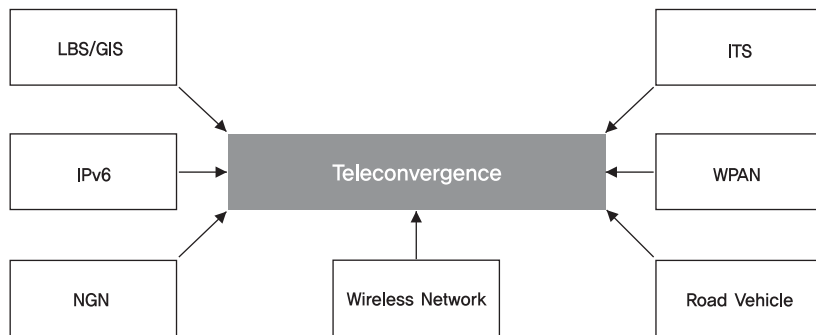 LBS/GIS
ITS
IPv6
Teleconvergence
WPAN
NGN
Wireless Network
Road Vehicle